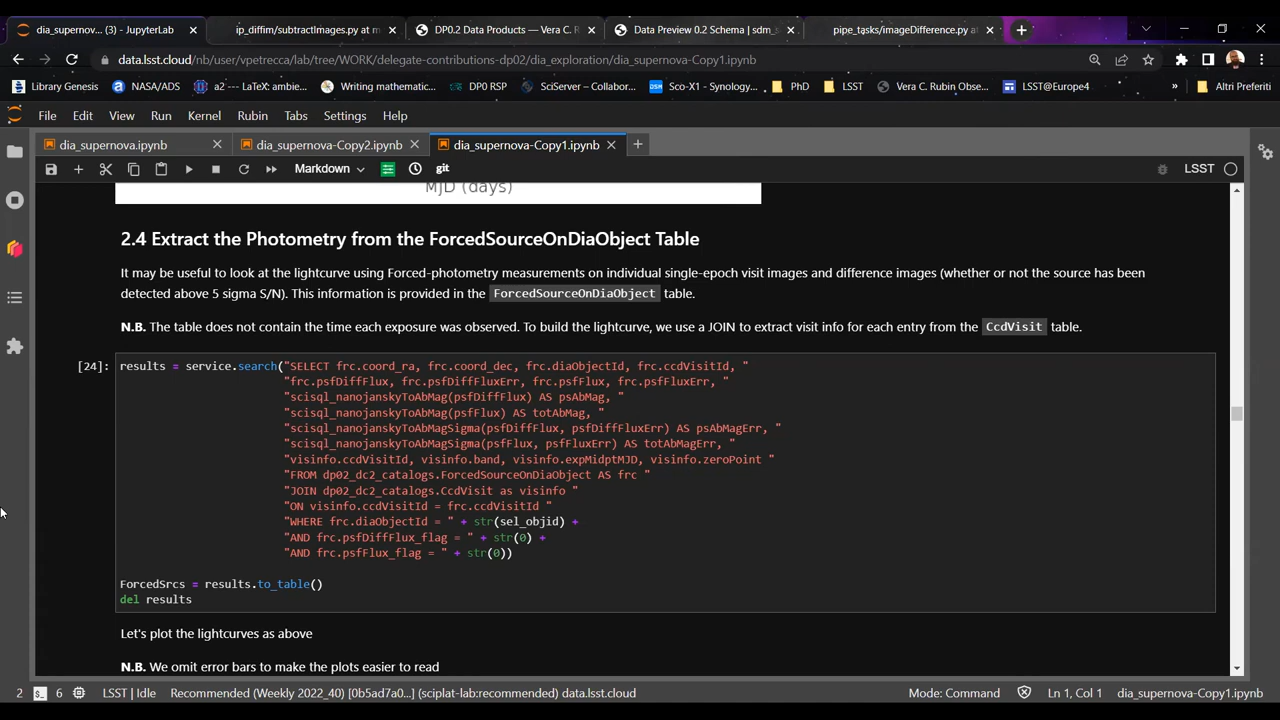 dia_supernov... (3) - JupyterLab
ip_diffim/subtractImages.py at m
DP0.2 Data Products — Vera C. R
Data Preview 0.2 Schema | sdm_s
pipe_tasks/imageDifference.py at
data.lsst.cloud/nb/user/vpetrecca/lab/tree/WORK/delegate-contributions-dp02/dia_exploration/dia_supernova-Copy1.ipynb
Library Genesis
NASA/ADS
a2 --- LaTeX: ambie...
Writing mathematic...
DP0 RSP
SciServer – Collabor...
Sco-X1 - Synology...
PhD
LSST
Vera C. Rubin Obse...
LSST@Europe4
»
Altri Preferiti
File Edit View Run Kernel Rubin Tabs Settings Help
dia_supernova.ipynb
dia_supernova-Copy2.ipynb
dia_supernova-Copy1.ipynb
Markdown
git
LSST
MJD (days)
2.4 Extract the Photometry from the ForcedSourceOnDiaObject Table
It may be useful to look at the lightcurve using Forced-photometry measurements on individual single-epoch visit images and difference images (whether or not the source has been
detected above 5 sigma S/N). This information is provided in the ForcedSourceOnDiaObject table.
N.B. The table does not contain the time each exposure was observed. To build the lightcurve, we use a JOIN to extract visit info for each entry from the CcdVisit table.
[24]: results = service.search("SELECT frc.coord_ra, frc.coord_dec, frc.diaObjectId, frc.ccdVisitId, "
"frc.psfDiffFlux, frc.psfDiffFluxErr, frc.psfFlux, frc.psfFluxErr, "
"scisql_nanojanskyToAbMag(psfDiffFlux) AS psAbMag, "
"scisql_nanojanskyToAbMag(psfFlux) AS totAbMag, "
"scisql_nanojanskyToAbMagSigma(psfDiffFlux, psfDiffFluxErr) AS psAbMagErr, "
"scisql_nanojanskyToAbMagSigma(psfFlux, psfFluxErr) AS totAbMagErr, "
"visinfo.ccdVisitId, visinfo.band, visinfo.expMidptMJD, visinfo.zeroPoint "
"FROM dp02_dc2_catalogs.ForcedSourceOnDiaObject AS frc "
"JOIN dp02_dc2_catalogs.CcdVisit as visinfo "
"ON visinfo.ccdVisitId = frc.ccdVisitId "
"WHERE frc.diaObjectId = " + str(sel_objid) +
"AND frc.psfDiffFlux_flag = " + str(0) +
"AND frc.psfFlux_flag = " + str(0))
ForcedSrcs = results.to_table()
del results
Let's plot the lightcurves as above
N.B. We omit error bars to make the plots easier to read
2
6
LSST | Idle
Recommended (Weekly 2022_40) [0b5ad7a0...] (sciplat-lab:recommended) data.lsst.cloud
Mode: Command
Ln 1, Col 1
dia_supernova-Copy1.ipynb